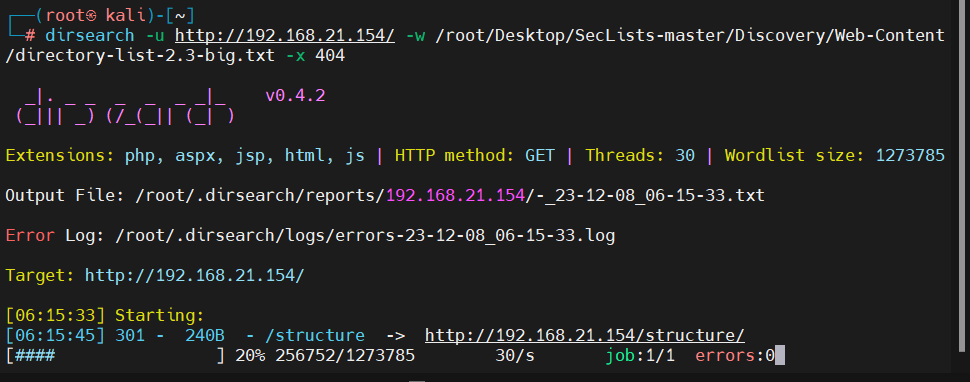 ┌──(root㉿ kali)-[~]
└─# dirsearch -u http://192.168.21.154/ -w /root/Desktop/SecLists-master/Discovery/Web-Content
/directory-list-2.3-big.txt -x 404
  _|. _ _  _  _  _ _|_    v0.4.2
 (_||| _) (/_(_|| (_| )
Extensions: php, aspx, jsp, html, js | HTTP method: GET | Threads: 30 | Wordlist size: 1273785
Output File: /root/.dirsearch/reports/192.168.21.154/-_23-12-08_06-15-33.txt
Error Log: /root/.dirsearch/logs/errors-23-12-08_06-15-33.log
Target: http://192.168.21.154/
[06:15:33] Starting:
[06:15:45] 301 -  240B  - /structure  ->  http://192.168.21.154/structure/
[####                ] 20% 256752/1273785        30/s       job:1/1  errors:0